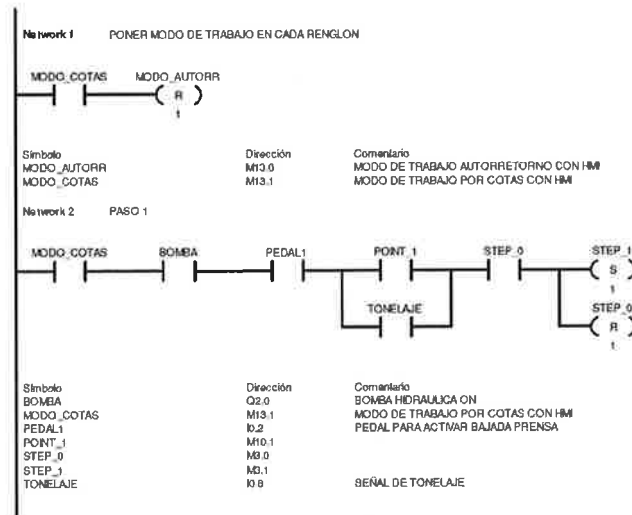 Network 1 PONER MODO DE TRABAJO EN CADA RENGLON
MODO_COTAS MODO_AUTORR
R
1
Símbolo Dirección Comentario
MODO_AUTORR M13.0 MODO DE TRABAJO AUTORRETORNO CON HMI
MODO_COTAS M13.1 MODO DE TRABAJO POR COTAS CON HMI
Network 2 PASO 1
MODO_COTAS BOMBA PEDAL1 POINT_1 STEP_0 STEP_1
S
1
TONELAJE STEP_0
R
1
Símbolo Dirección Comentario
BOMBA Q2.0 BOMBA HIDRAULICA ON
MODO_COTAS M13.1 MODO DE TRABAJO POR COTAS CON HMI
PEDAL1 I0.2 PEDAL PARA ACTIVAR BAJADA PRENSA
POINT_1 M10.1
STEP_0 M3.0
STEP_1 M3.1
TONELAJE SEÑAL DE TONELAJE